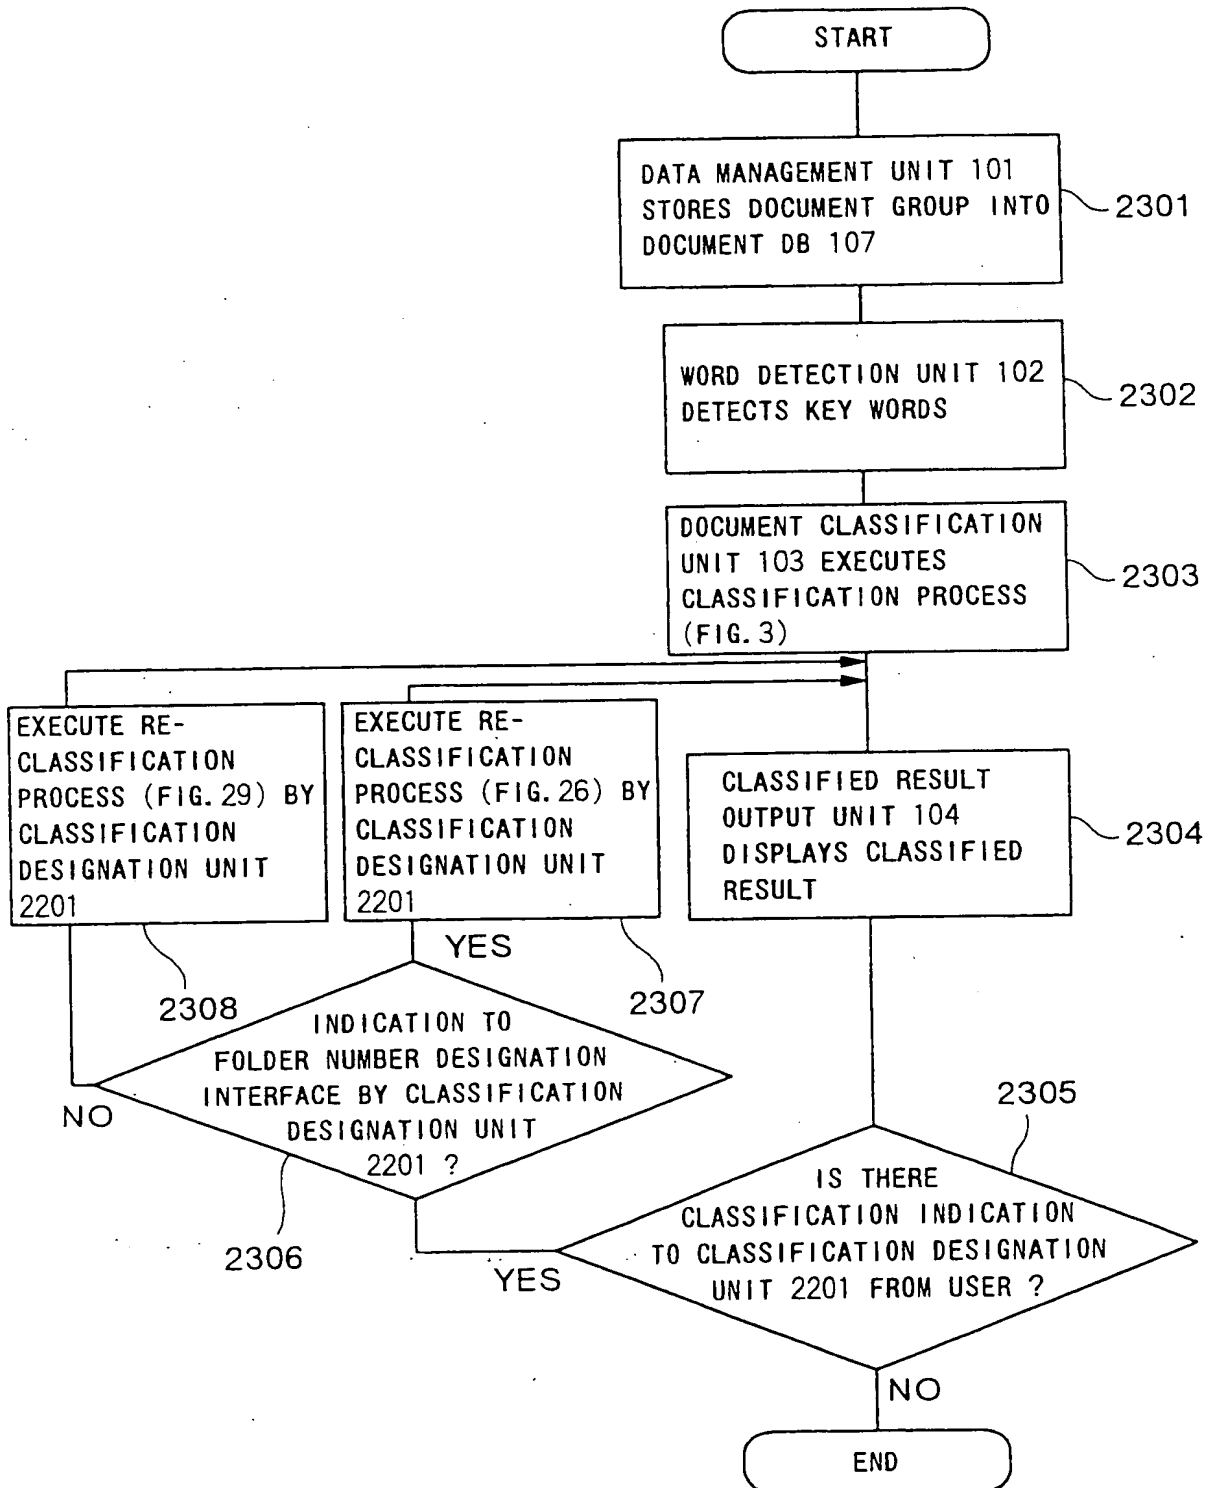 START
DATA MANAGEMENT UNIT 101
STORES DOCUMENT GROUP INTO
DOCUMENT DB 107
2301
WORD DETECTION UNIT 102
DETECTS KEY WORDS
2302
DOCUMENT CLASSIFICATION
UNIT 103 EXECUTES
CLASSIFICATION PROCESS
(FIG. 3)
2303
EXECUTE RE-
CLASSIFICATION
PROCESS (FIG. 29) BY
CLASSIFICATION
DESIGNATION UNIT
2201
2308
EXECUTE RE-
CLASSIFICATION
PROCESS (FIG. 26) BY
CLASSIFICATION
DESIGNATION UNIT
2201
2307
CLASSIFIED RESULT
OUTPUT UNIT 104
DISPLAYS CLASSIFIED
RESULT
2304
YES
INDICATION TO
FOLDER NUMBER DESIGNATION
INTERFACE BY CLASSIFICATION
DESIGNATION UNIT
2201 ?
NO
2306
2305
IS THERE
CLASSIFICATION INDICATION
TO CLASSIFICATION DESIGNATION
UNIT 2201 FROM USER ?
YES
NO
END